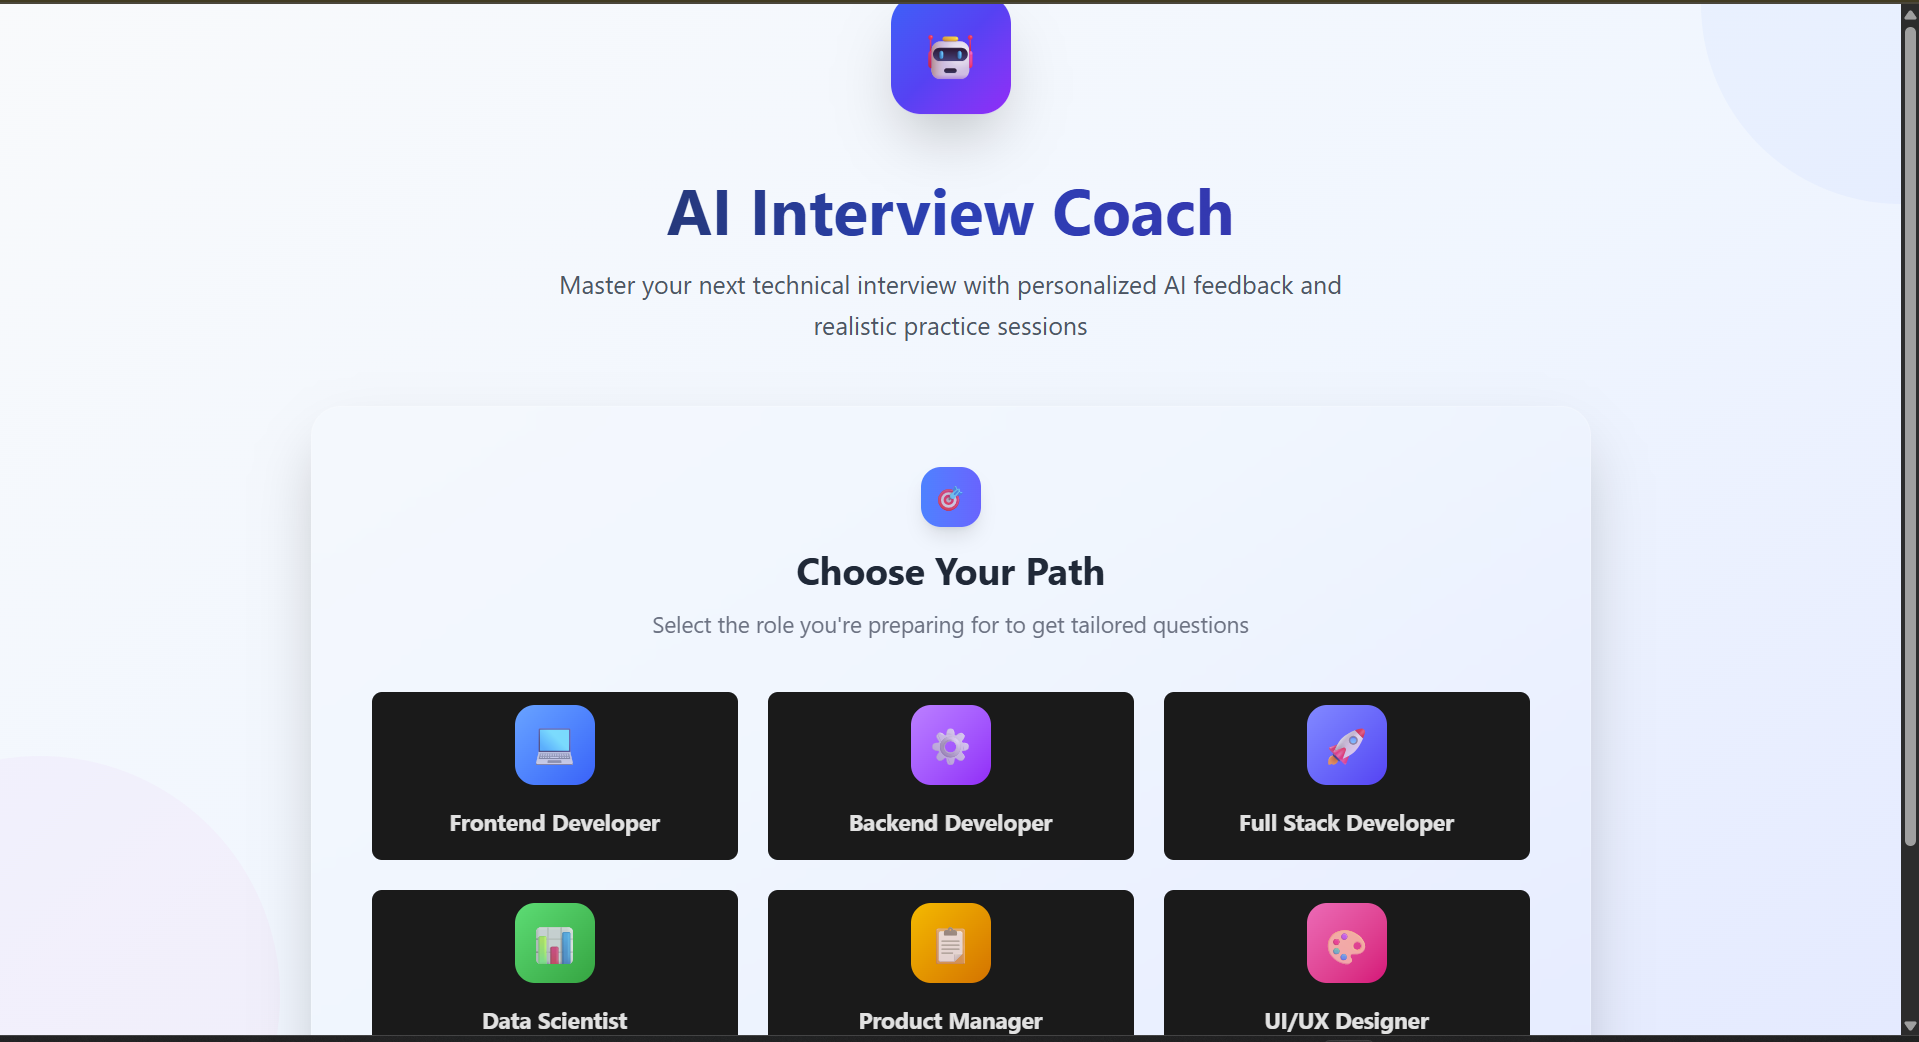 AI Interview Coach
Master your next technical interview with personalized AI feedback and
realistic practice sessions
Choose Your Path
Select the role you're preparing for to get tailored questions
Frontend Developer
Backend Developer
Full Stack Developer
Data Scientist
Product Manager
UI/UX Designer